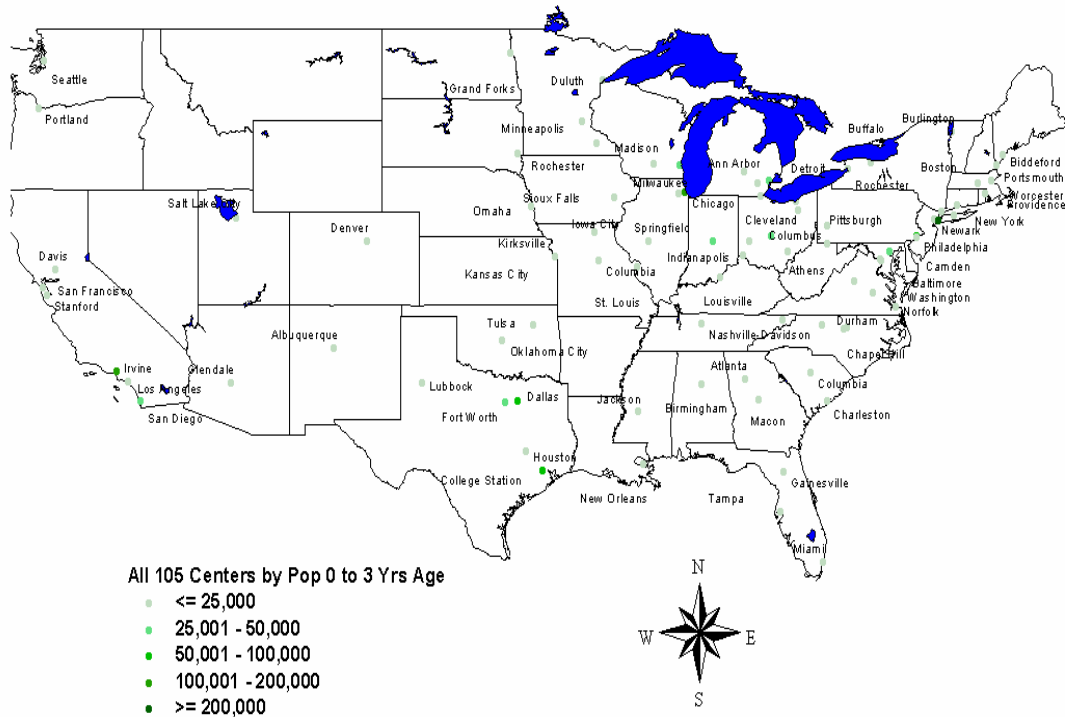 Seattle
Portland
Grand Forks
Duluth
Minneapolis
Rochester
Madison
Milwauke
Ann Arbor
Detroit
Buffalo
Rochester
Burlington
Boston
Biddeford
Portsmouth
Worcester
Providence
New York
Newark
Philadelphia
Camden
Baltimore
Washington
Norfolk
Salt Lake City
Denver
Omaha
Sioux Falls
Iowa City
Chicago
Cleveland
Columbus
Pittsburgh
Kirksville
Springfield
Indianapolis
Athens
Kansas City
Columbia
St. Louis
Louisville
Davis
San Francisco
Stanford
Albuquerque
Tulsa
Oklahoma City
Nashville-Davidson
Durham
Chapel Hill
Irvine
Glendale
Los Angeles
San Diego
Lubbock
Dallas
Fort Worth
Jackson
Birmingham
Atlanta
Macon
Columbia
Charleston
Houston
College Station
New Orleans
Tampa
Gainesville
Miami
All 105 Centers by Pop 0 to 3 Yrs Age
<= 25,000
25,001 - 50,000
50,001 - 100,000
100,001 - 200,000
>= 200,000
N
W E
S